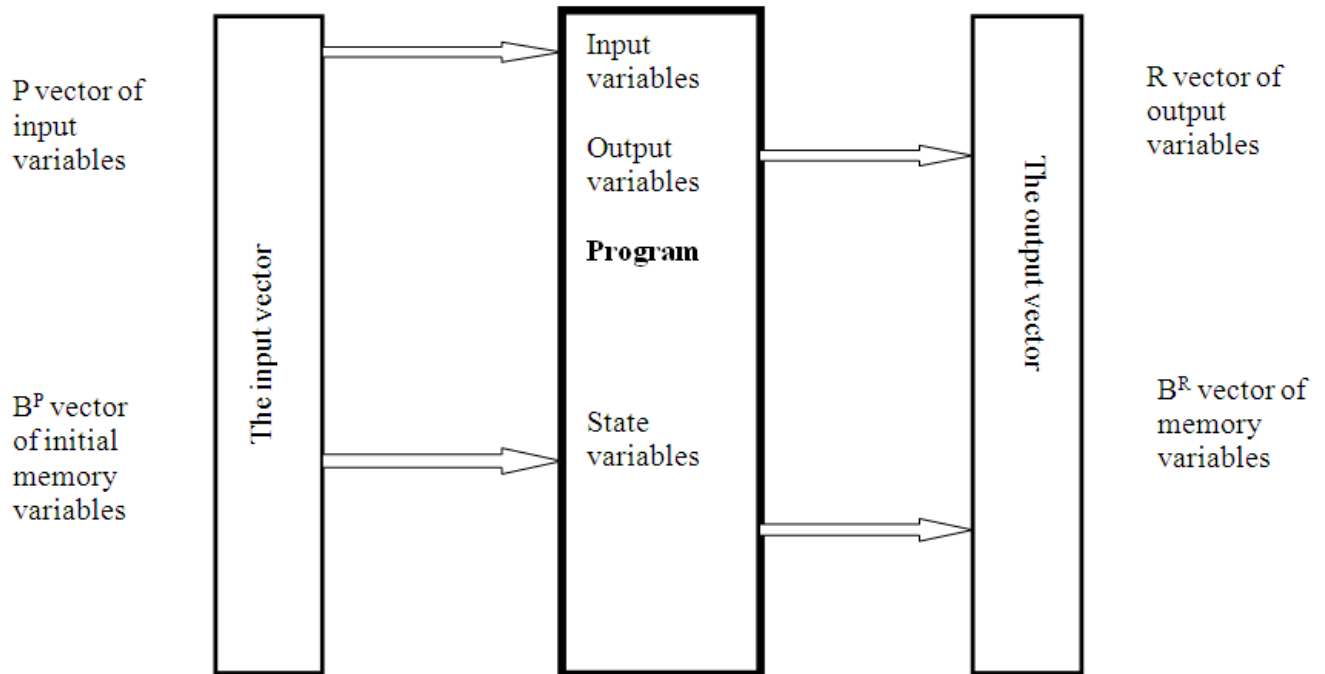 P vector of
input
variables
B^P vector
of initial
memory
variables
The input vector
Input
variables
Output
variables
Program
State
variables
The output vector
R vector of
output
variables
B^R vector of
memory
variables